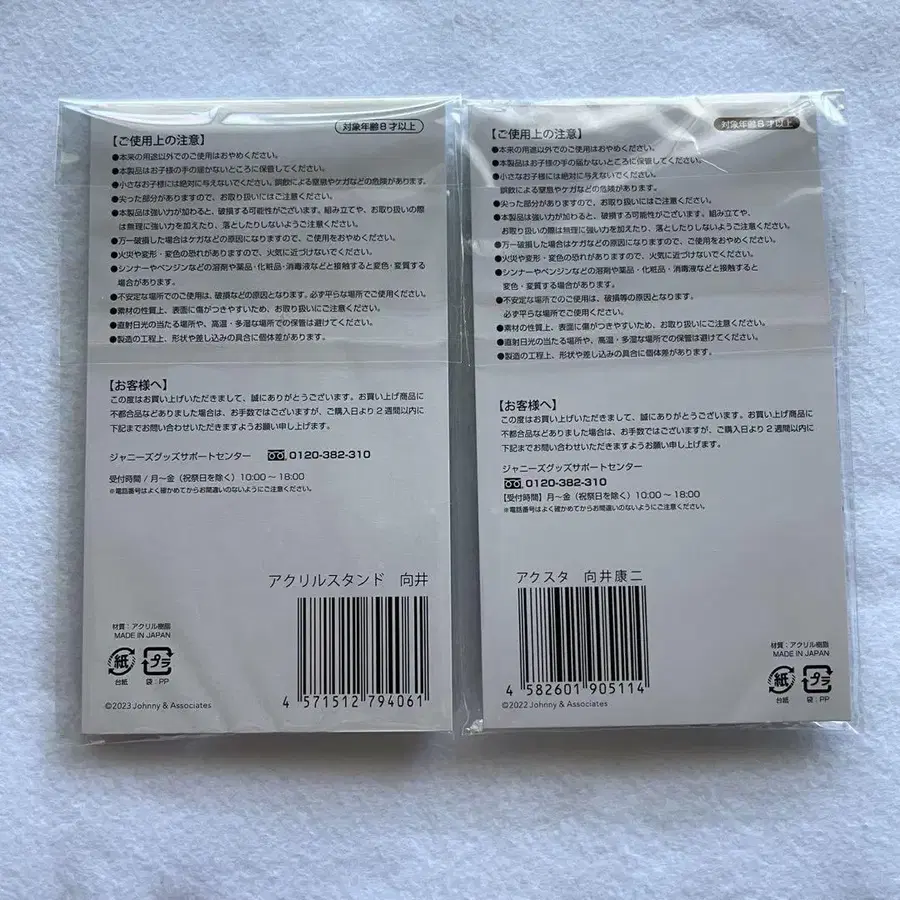 対象年齢8才以上
【ご使用上の注意】
●本来の用途以外でのご使用はおやめください。
●本製品はお子様の手の届かないところに保管してください。
●小さなお子様には絶対に与えないでください。誤飲による窒息やケガなどの危険があります。
●尖った部分がありますので、お取り扱いにはご注意ください。
●本製品は強い力が加わると、破損する可能性がございます。組み立てや、お取り扱いの際
は無理に強い力を加えたり、落としたりしないようご注意ください。
●万一破損した場合はケガなどの原因になりますので、ご使用をおやめください。
●火災や変形・変色の恐れがありますので、火気に近づけないでください。
●シンナーやベンジンなどの溶剤や薬品・化粧品・消毒液などと接触すると変色・変質する
場合があります。
●不安定な場所でのご使用は、破損などの原因となります。必ず平らな場所でご使用ください。
●素材の性質上、表面に傷がつきやすいため、お取り扱いにご注意ください。
●直射日光の当たる場所や、高温・多湿な場所での保管は避けてください。
●製造の工程上、形状や差し込みの具合に個体差があります。
【お客様へ】
この度はお買い上げいただきまして、誠にありがとうございます。お買い上げ商品に
不都合品などありました場合は、お手数ではございますが、ご購入日より2週間以内に
下記までお問い合わせいただきますようお願い申し上げます。
ジャニーズグッズサポートセンター 0120-382-310
受付時間 / 月〜金（祝祭日を除く）10:00〜18:00
※電話番号はよく確かめてからお間違いのないようにご注意ください。
アクリルスタンド 向井
材質：アクリル樹脂
MADE IN JAPAN
紙 プラ
台紙 袋：PP
4 571512 794061
©2023 Johnny & Associates
対象年齢8才以上
【ご使用上の注意】
●本来の用途以外でのご使用はおやめください。
●本製品はお子様の手の届かないところに保管してください。
●小さなお子様には絶対に与えないでください。
誤飲による窒息やケガなどの危険があります。
●尖った部分がありますので、お取り扱いにはご注意ください。
●本製品は強い力が加わると、破損する可能性がございます。組み立てや、
お取り扱いの際は無理に強い力を加えたり、落としたりしないようご注意ください。
●万一破損した場合はケガなどの原因になりますので、ご使用をおやめください。
●火災や変形・変色の恐れがありますので、火気に近づけないでください。
●シンナーやベンジンなどの溶剤や薬品・化粧品・消毒液などと接触すると
変色・変質する場合があります。
●不安定な場所でのご使用は、破損等の原因となります。
必ず平らな場所でご使用ください。
●素材の性質上、表面に傷がつきやすいため、お取り扱いにご注意ください。
●直射日光の当たる場所や、高温・多湿な場所での保管は避けてください。
●製造の工程上、形状や差し込みの具合に個体差があります。
【お客様へ】
この度はお買い上げいただきまして、誠にありがとうございます。お買い上げ商品に
不都合品などありました場合は、お手数ではございますが、ご購入日より2週間以内に
下記までお問い合わせいただきますようお願い申し上げます。
ジャニーズグッズサポートセンター
0120-382-310
【受付時間】月〜金（祝祭日を除く）10:00〜18:00
※電話番号はよく確かめてからお間違いのないようにご注意ください。
アクスタ 向井康二
4 582601 905114
材質：アクリル樹脂
MADE IN JAPAN
紙 プラ
台紙 袋：PP
©2022 Johnny & Associates